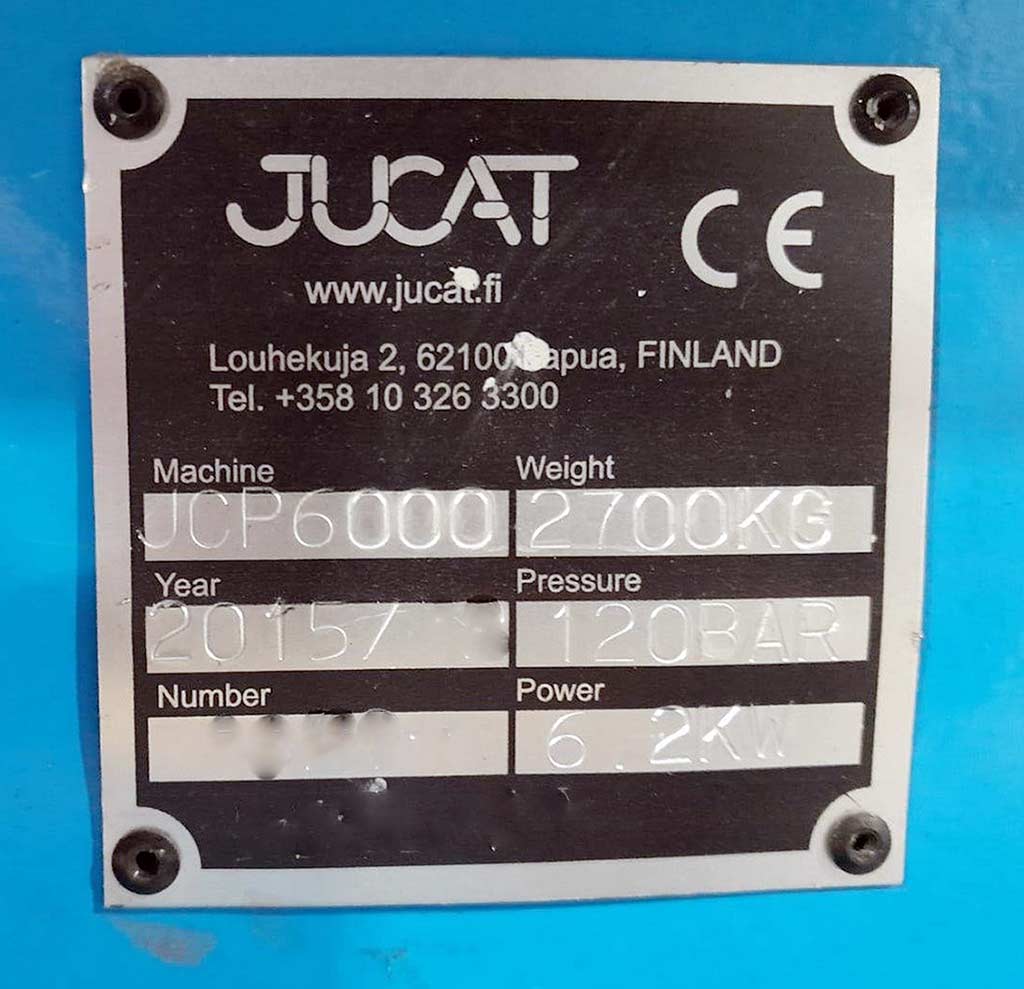 JUCAT
CE
www.jucat.fi
Louhekuja 2, 62100 Lapua, FINLAND
Tel. +358 10 326 3300
Machine Weight
JCP6000 2700KG
Year Pressure
2015/ 120BAR
Number Power
6.2KW